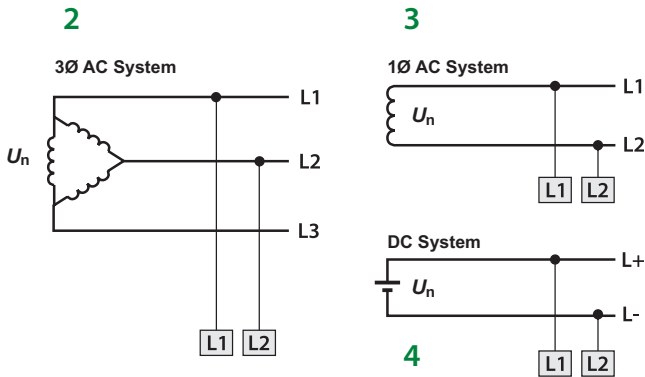 2
3Ø AC System
Un
L1
L2
L3
L1 L2
3
1Ø AC System
Un
L1
L2
L1 L2
DC System
Un
L+
L-
4
L1 L2